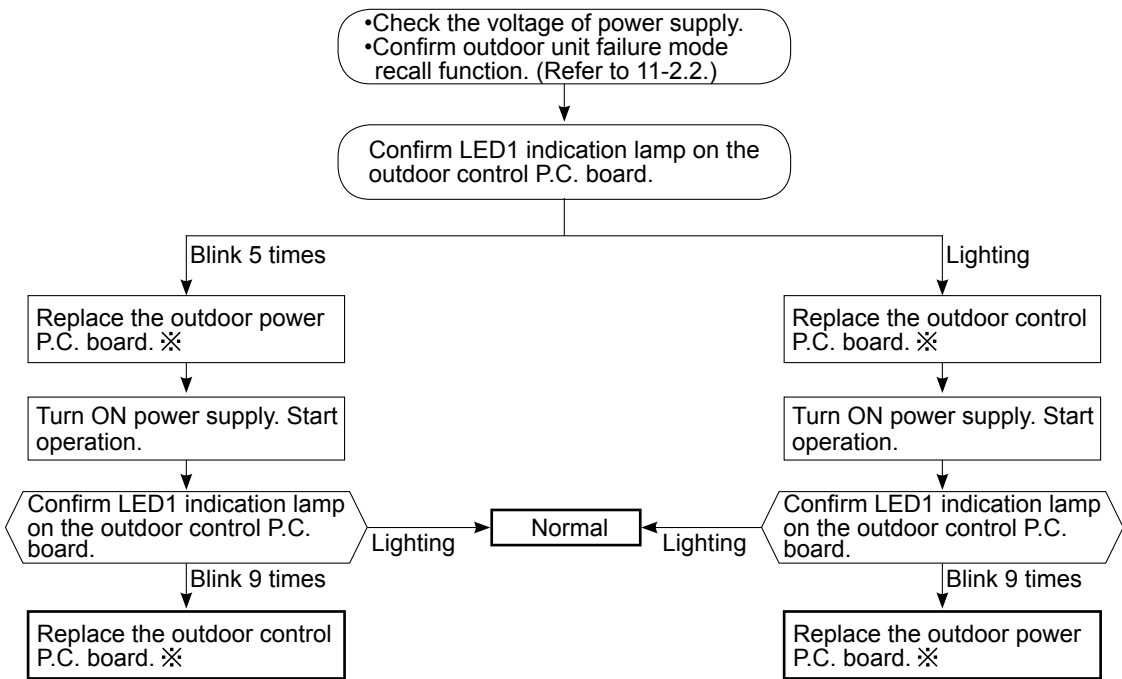 •Check the voltage of power supply.
•Confirm outdoor unit failure mode
recall function. (Refer to 11-2.2.)
Confirm LED1 indication lamp on the
outdoor control P.C. board.
Blink 5 times
Lighting
Replace the outdoor power
P.C. board. ※
Replace the outdoor control
P.C. board. ※
Turn ON power supply. Start
operation.
Turn ON power supply. Start
operation.
Confirm LED1 indication lamp
on the outdoor control P.C.
board.
Lighting
Normal
Lighting
Confirm LED1 indication lamp
on the outdoor control P.C.
board.
Blink 9 times
Blink 9 times
Replace the outdoor control
P.C. board. ※
Replace the outdoor power
P.C. board. ※